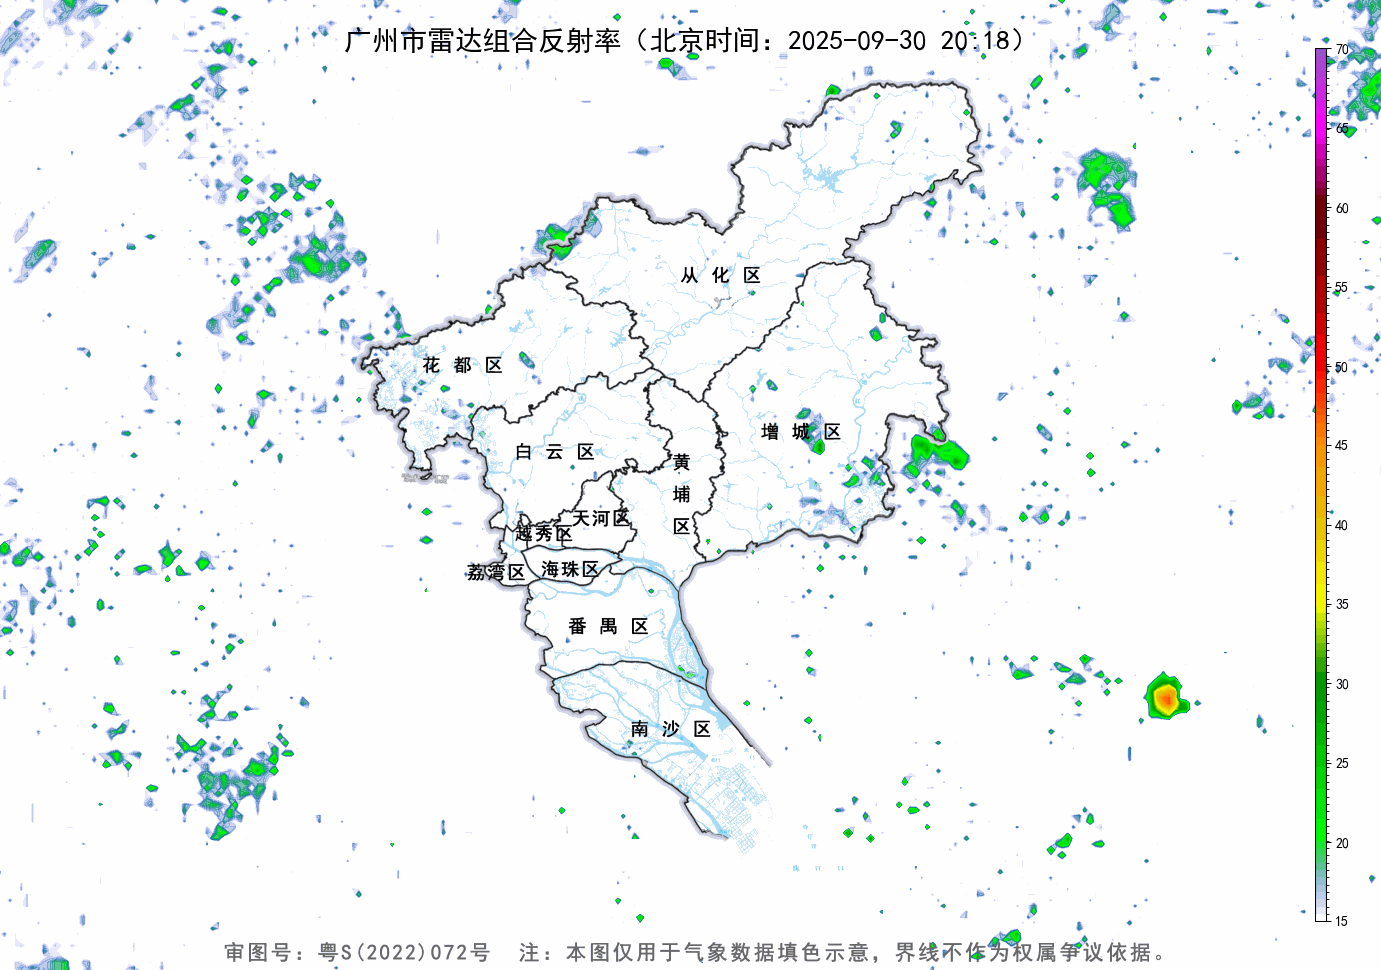 广州市雷达组合反射率（北京时间：2025-09-30 20:18）
70
65
60
55
50
45
40
35
30
25
20
15
从化区
花都区
增城区
白云区
黄埔区
天河区
越秀区
荔湾区
海珠区
番禺区
南沙区
审图号：粤S(2022)072号 注：本图仅用于气象数据填色示意，界线不作为权属争议依据。